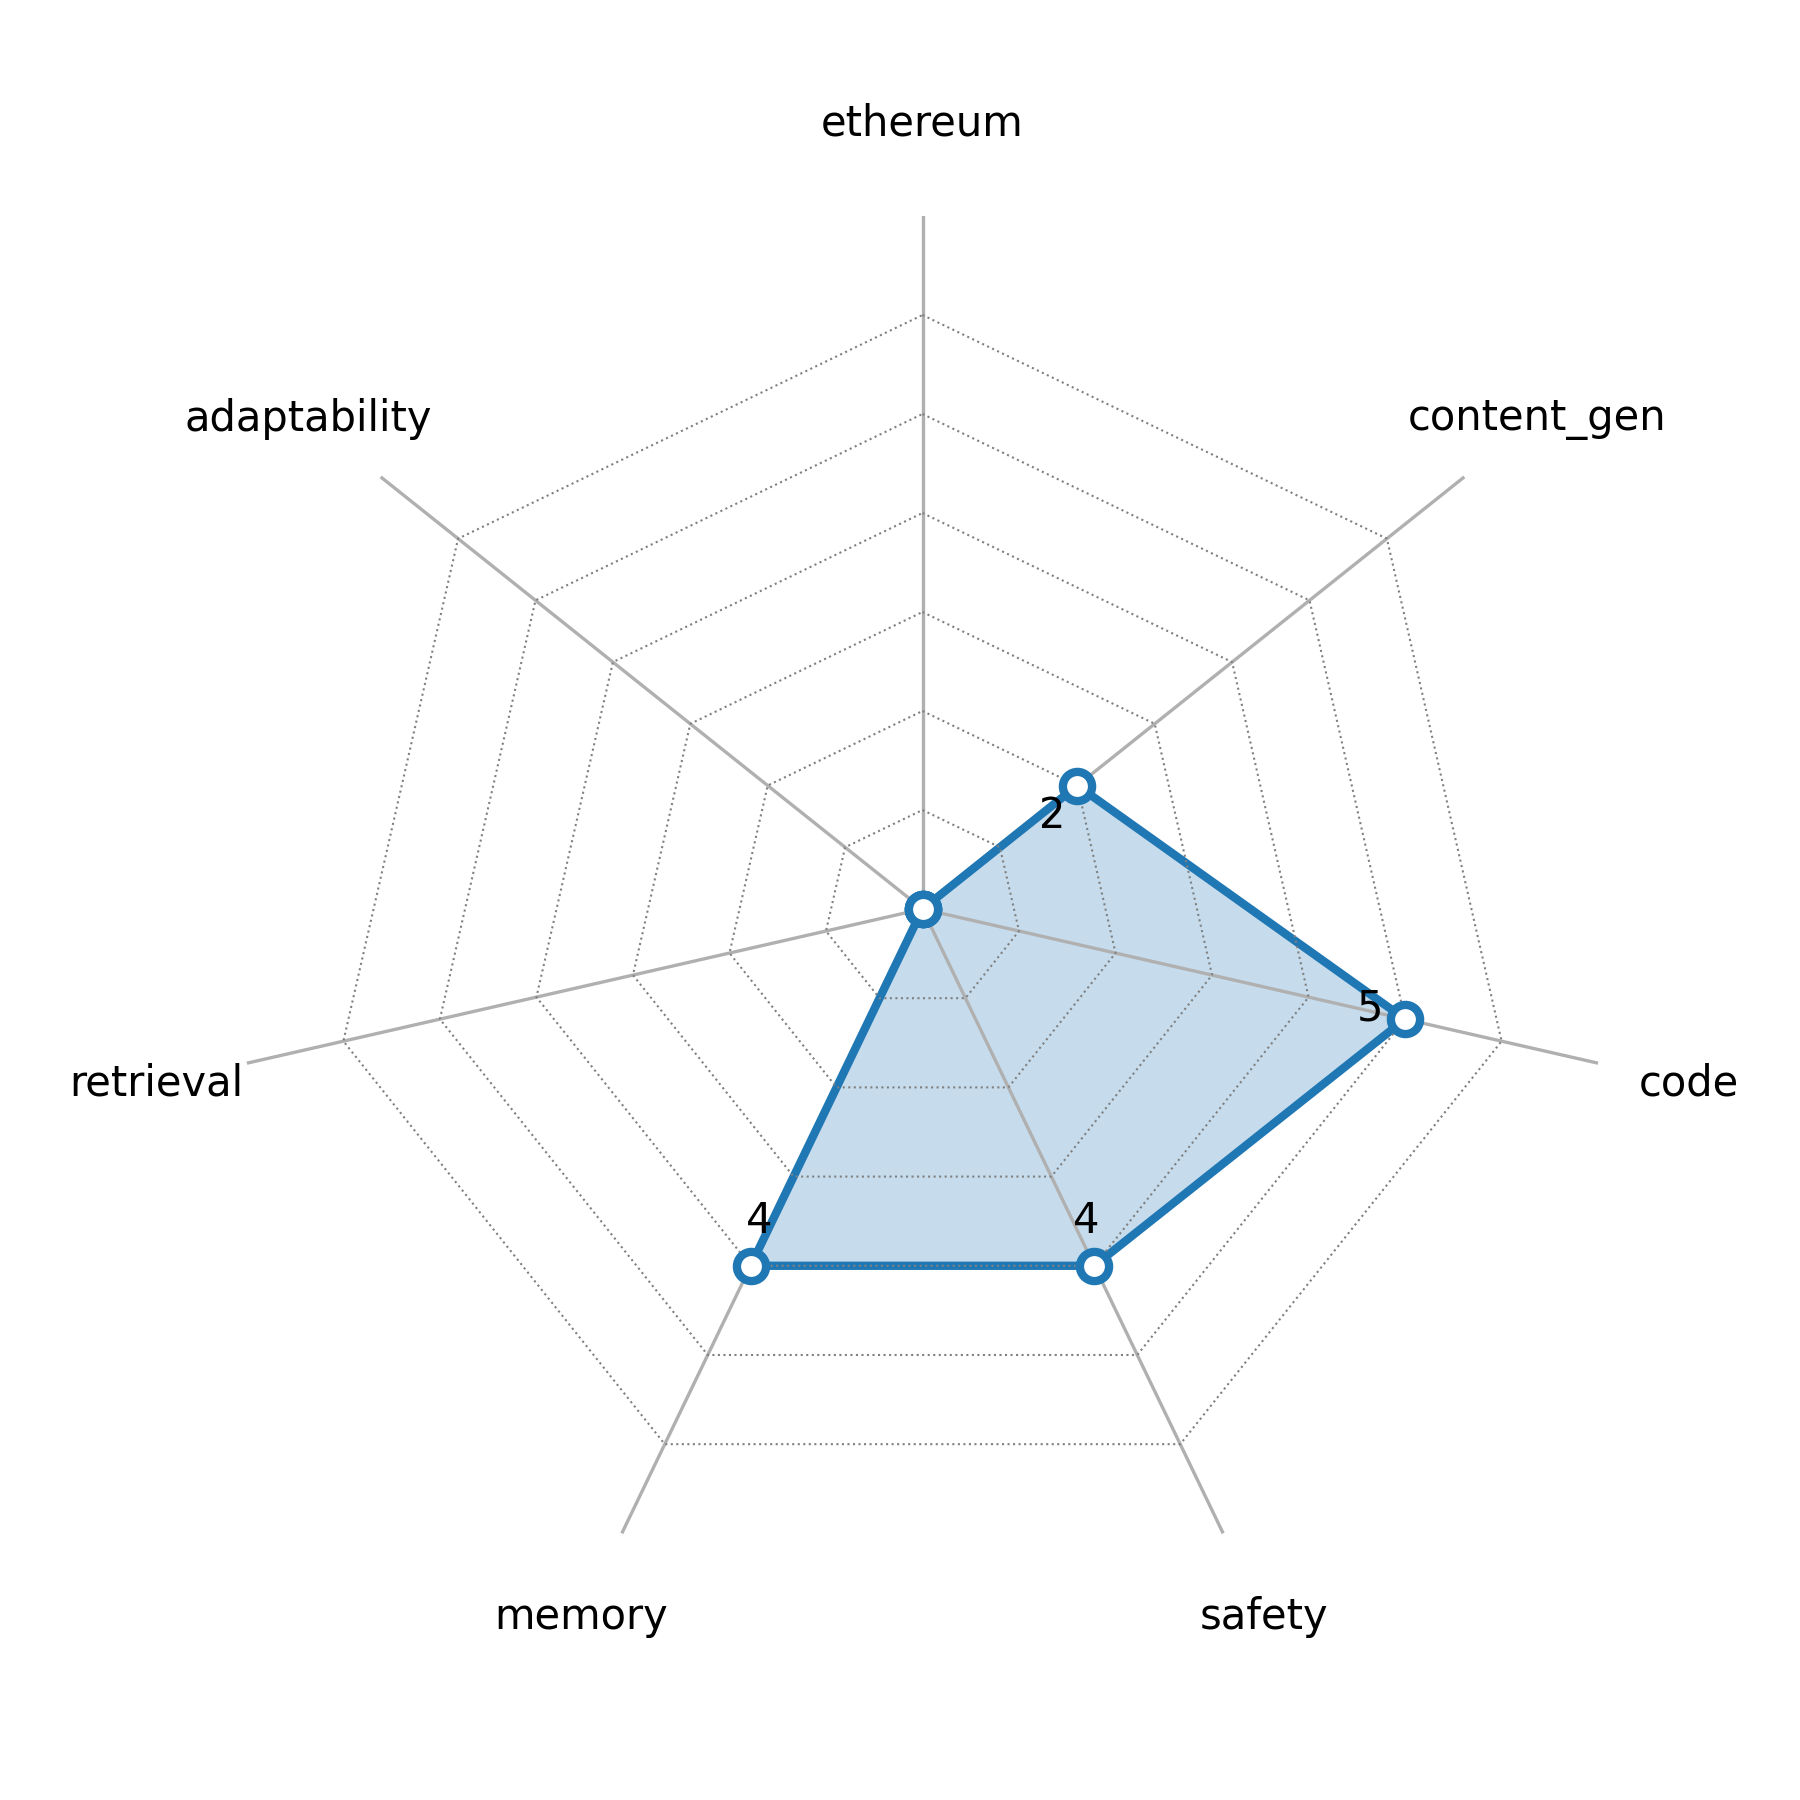 ethereum
adaptability
content_gen
2
5
retrieval
code
4
4
memory
safety